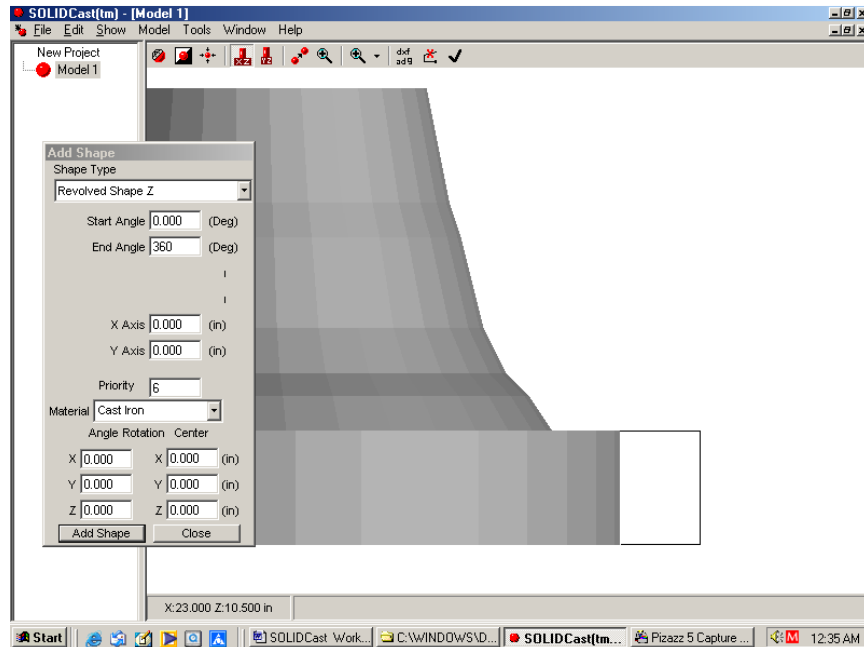 SOLIDCast(tm) - [Model 1]
File Edit Show Model Tools Window Help
New Project
Model 1
XZ YZ
dxf
adg
Add Shape
Shape Type
Revolved Shape Z
Start Angle 0.000 (Deg)
End Angle 360 (Deg)
X Axis 0.000 (in)
Y Axis 0.000 (in)
Priority 6
Material Cast Iron
Angle Rotation Center
X 0.000 X 0.000 (in)
Y 0.000 Y 0.000 (in)
Z 0.000 Z 0.000 (in)
Add Shape Close
X:23.000 Z:10.500 in
Start SOLIDCast Work... C:\WINDOWS\D... SOLIDCast(tm... Pizazz 5 Capture ... M 12:35 AM